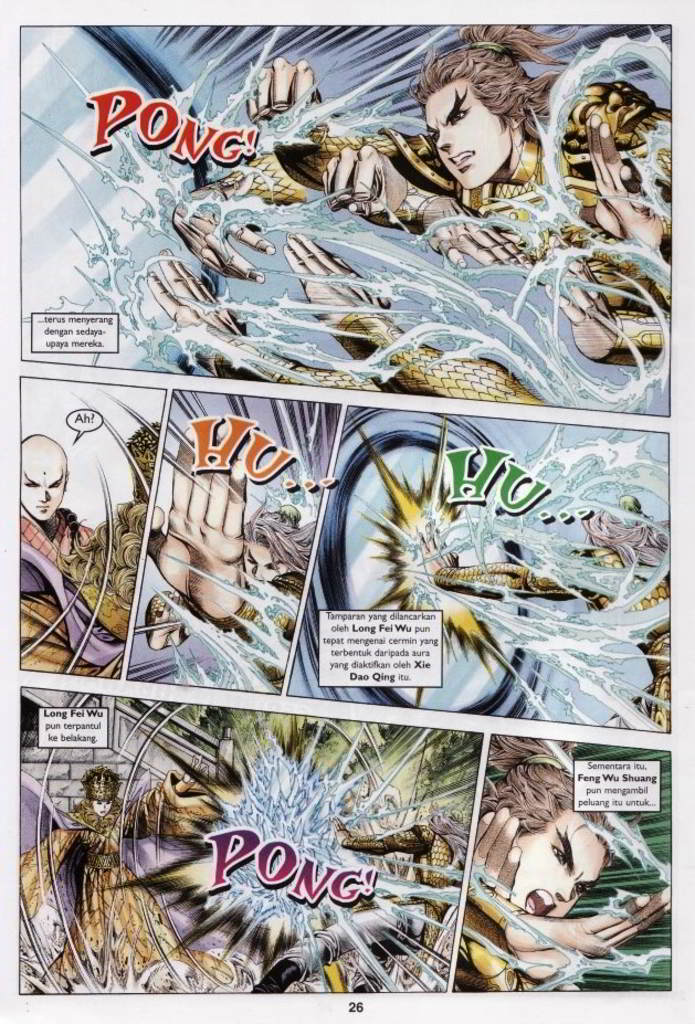 PONG!
...terus menyerang
dengan sedaya-
upaya mereka.
Ah?
HU...
HU...
Tamparan yang dilancarkan
oleh Long Fei Wu pun
tepat mengenai cermin yang
terbentuk daripada aura
yang diaktifkan oleh Xie
Dao Qing itu.
Long Fei Wu
pun terpantul
ke belakang.
PONG!
Sementara itu,
Feng Wu Shuang
pun mengambil
peluang itu untuk...
26